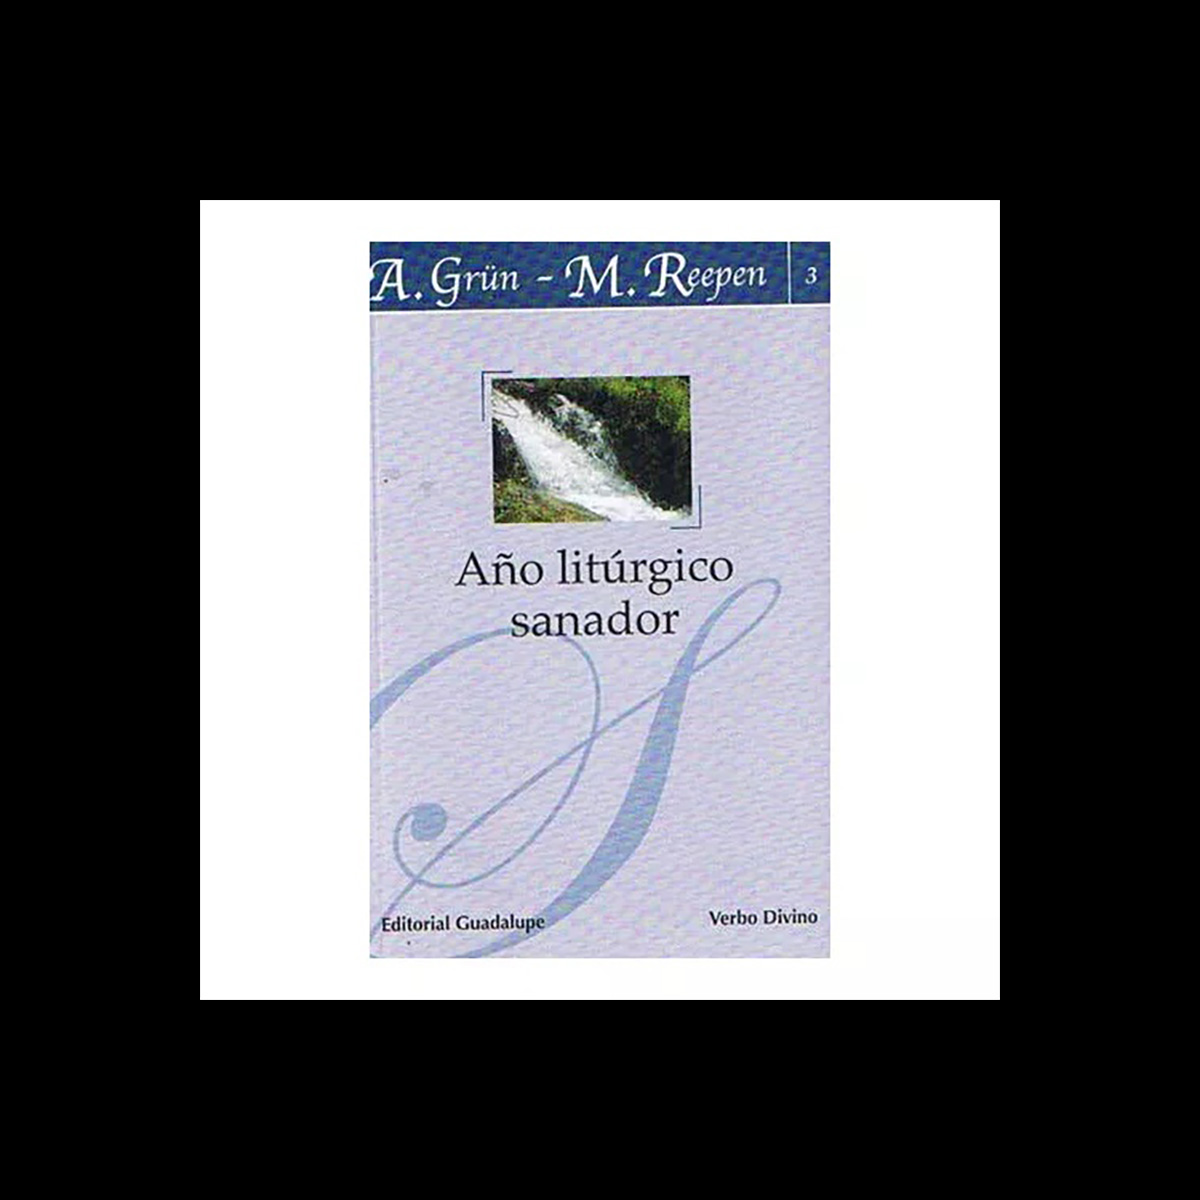 A. Grün - M. Reepen 3
Año litúrgico
sanador
Editorial Guadalupe
Verbo Divino